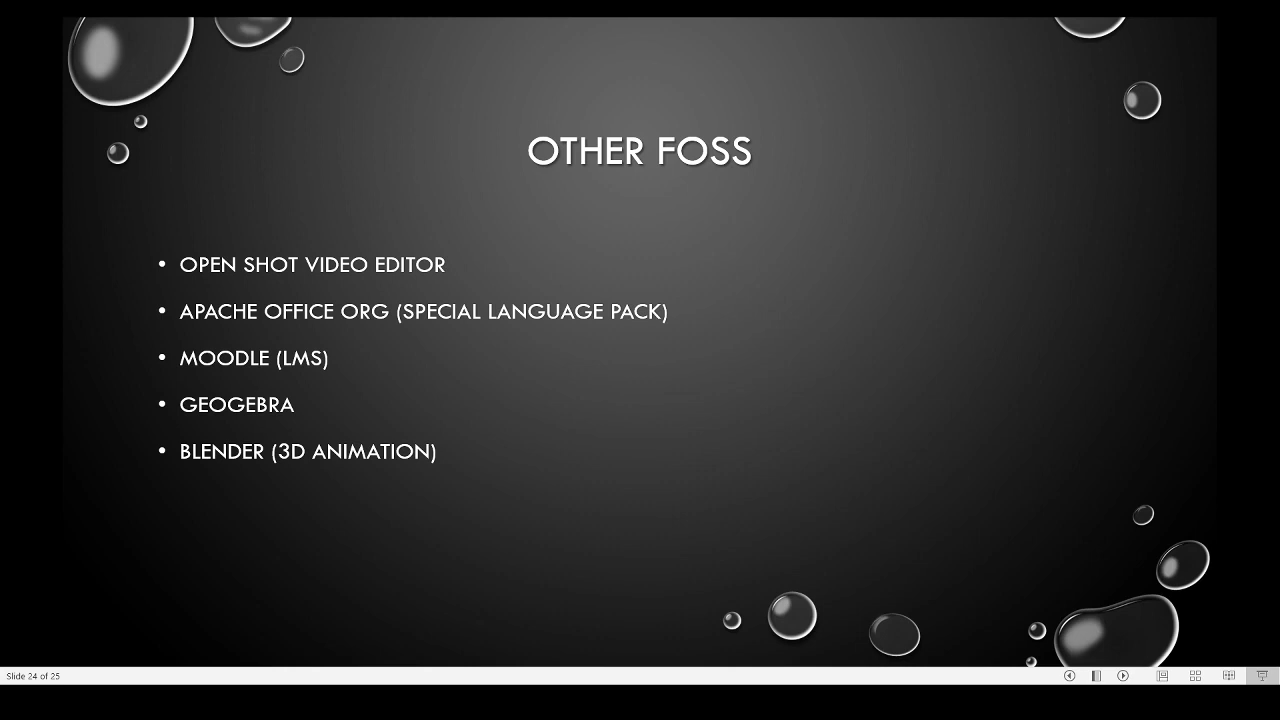 OTHER FOSS
• OPEN SHOT VIDEO EDITOR
• APACHE OFFICE ORG (SPECIAL LANGUAGE PACK)
• MOODLE (LMS)
• GEOGEBRA
• BLENDER (3D ANIMATION)
Slide 24 of 25